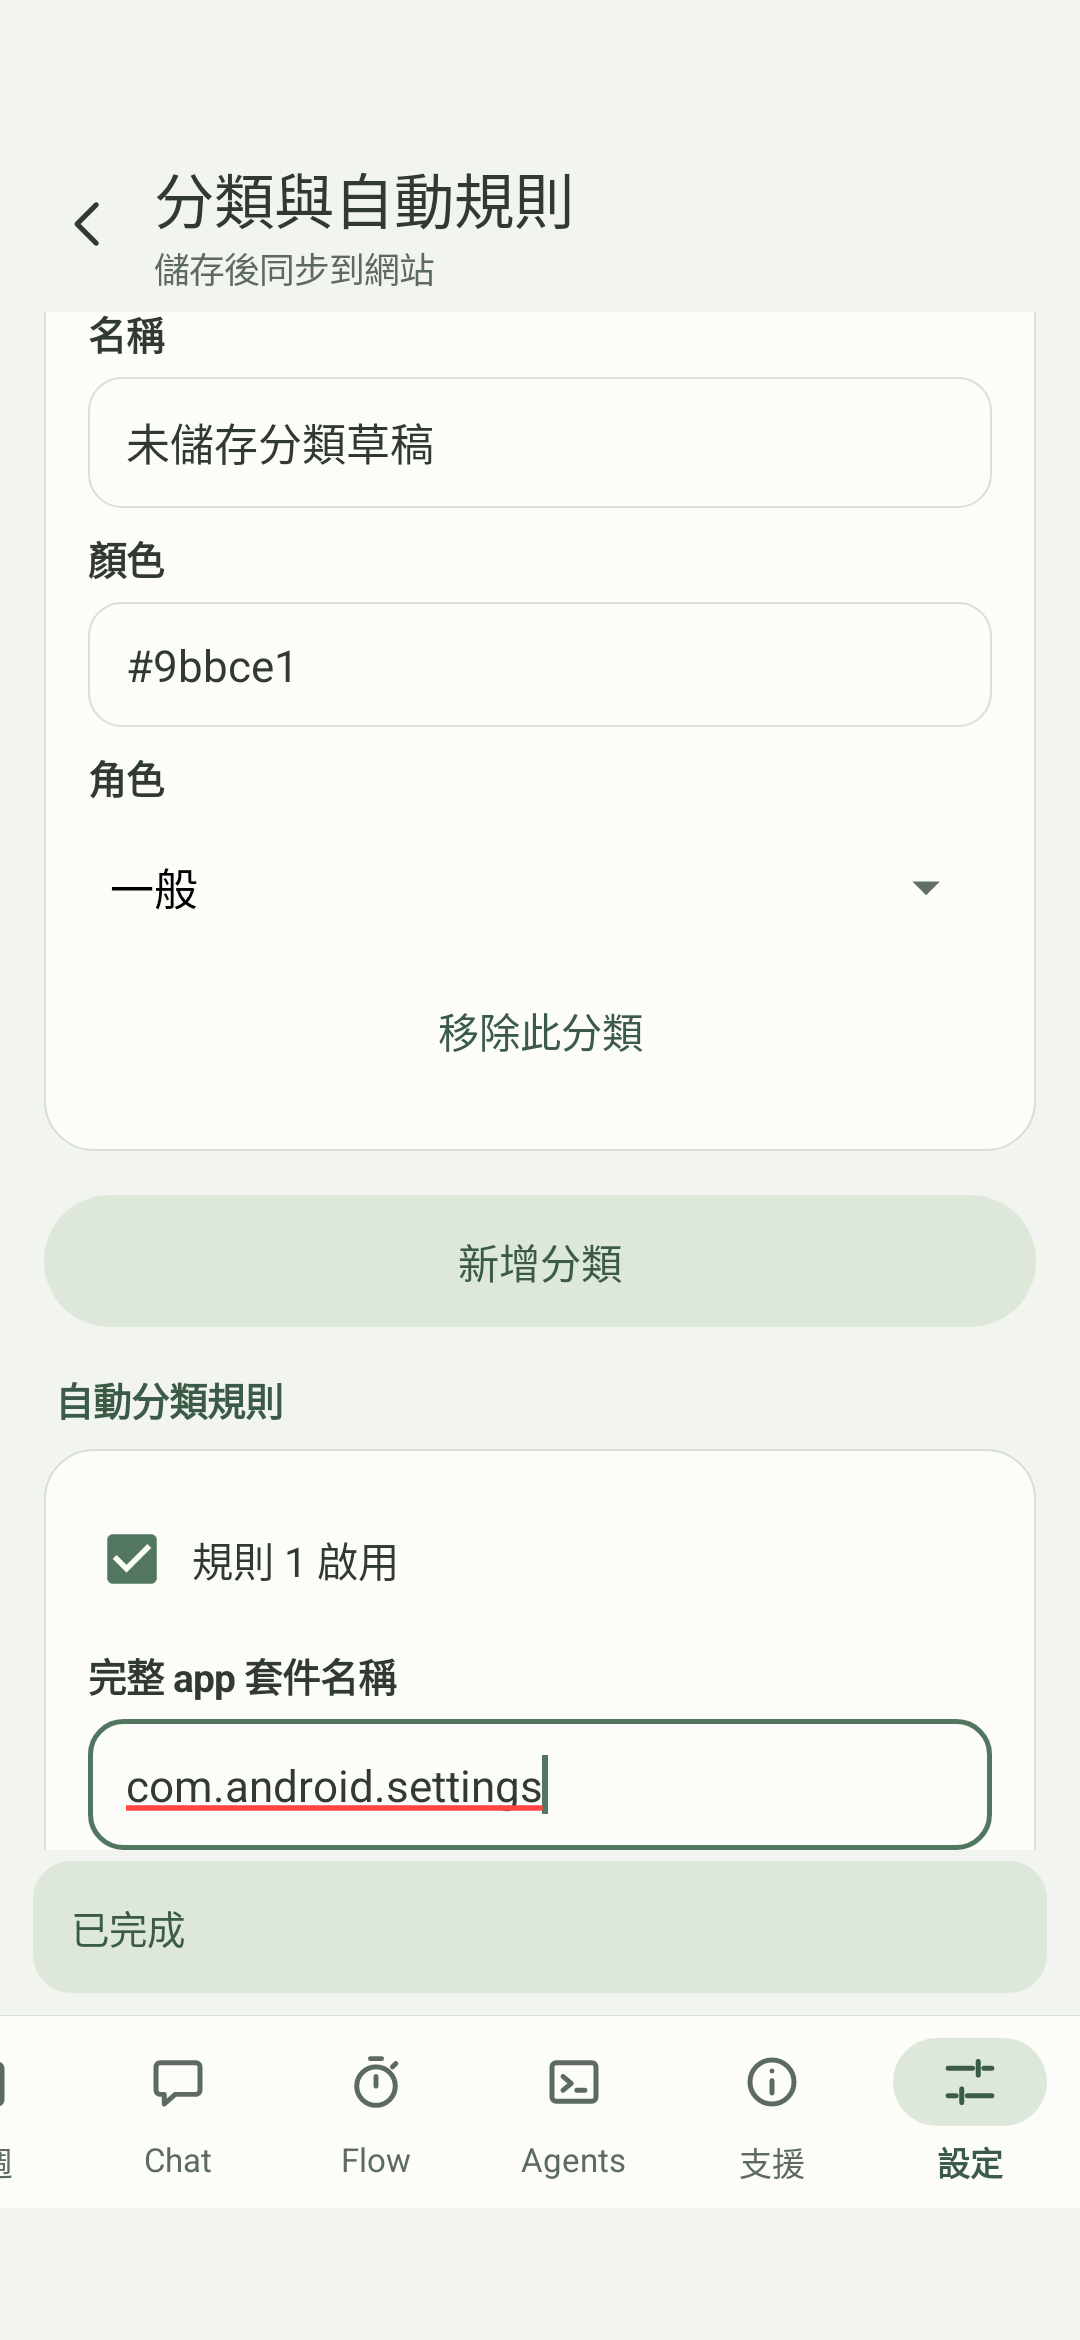 分類與自動規則
儲存後同步到網站
名稱
未儲存分類草稿
顏色
#9bbce1
角色
一般
移除此分類
新增分類
自動分類規則
規則 1 啟用
完整 app 套件名稱
com.android.settings
已完成
週
Chat
Flow
Agents
支援
設定